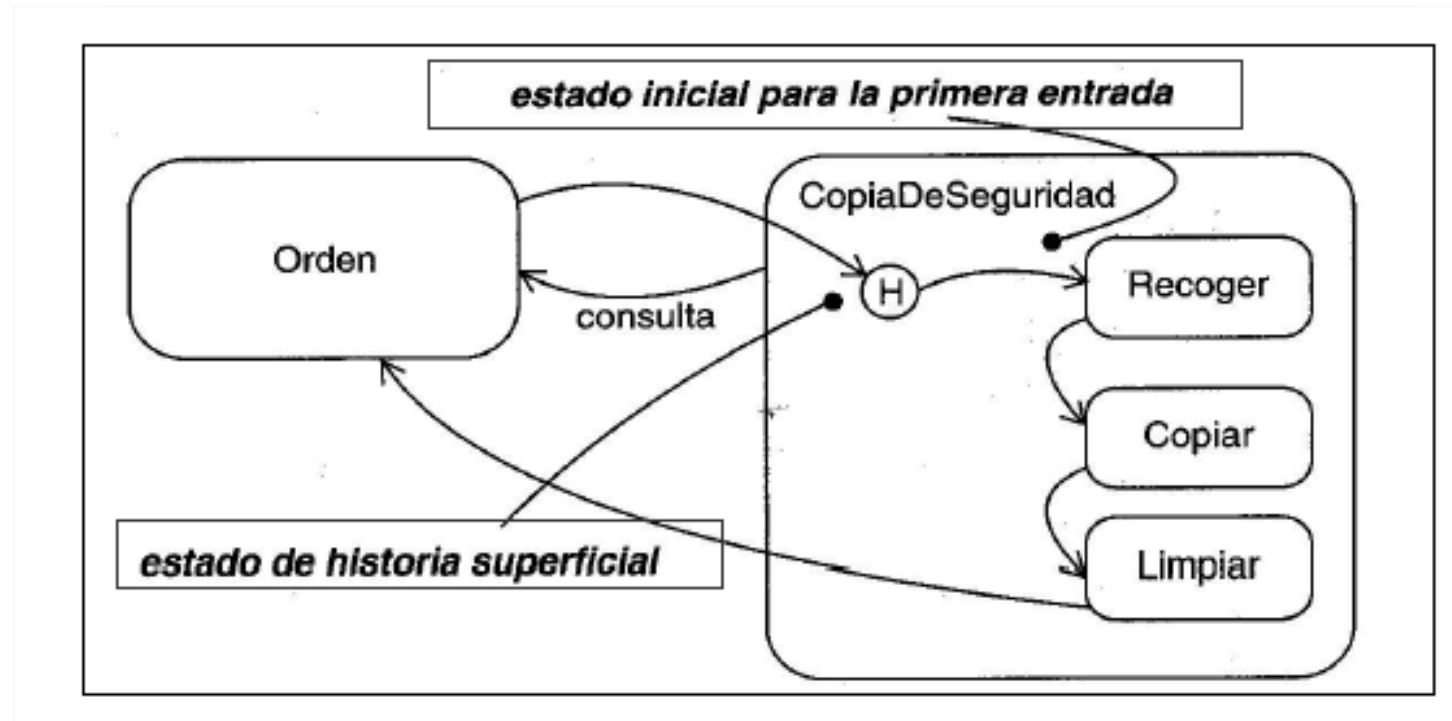 estado inicial para la primera entrada
CopiaDeSeguridad
Orden
H
Recoger
consulta
Copiar
estado de historia superficial
Limpiar